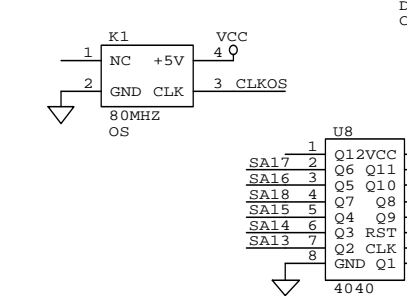 D
C
K1
VCC
1 NC +5V 4
2 GND CLK 3 CLKOS
80MHZ
OS
U8
1 Q12VCC
SA17 2 Q6 Q11
SA16 3 Q5 Q10
SA18 4 Q7 Q8
SA15 5 Q4 Q9
SA14 6 Q3 RST
SA13 7 Q2 CLK
8 GND Q1
4040